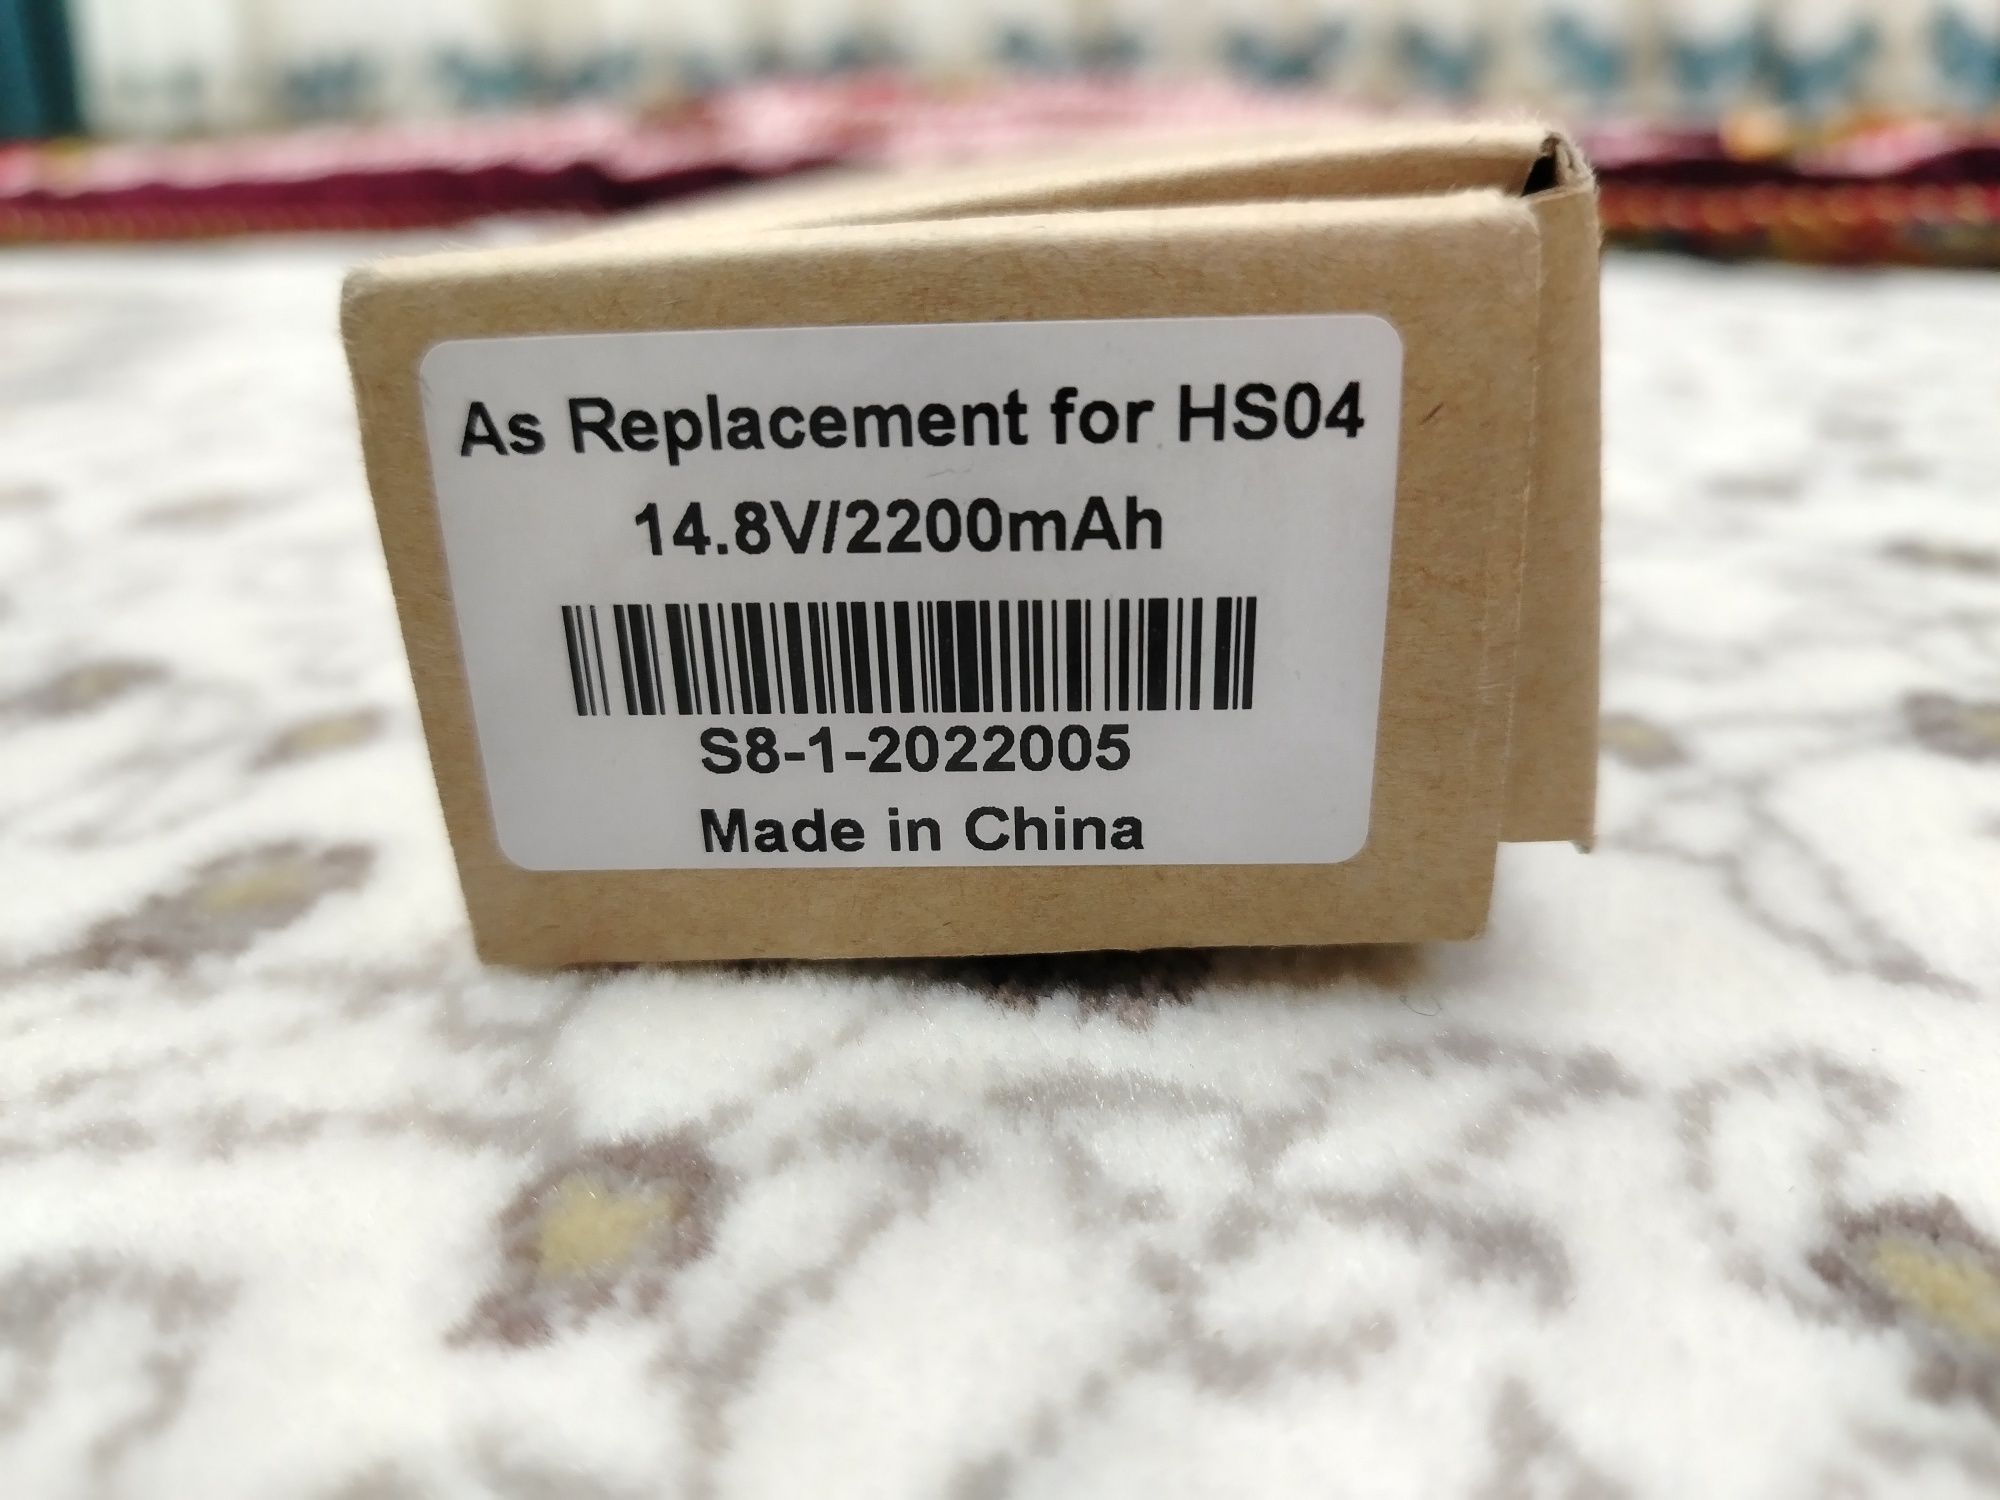 As Replacement for HS04
14.8V/2200mAh
S8-1-2022005
Made in China